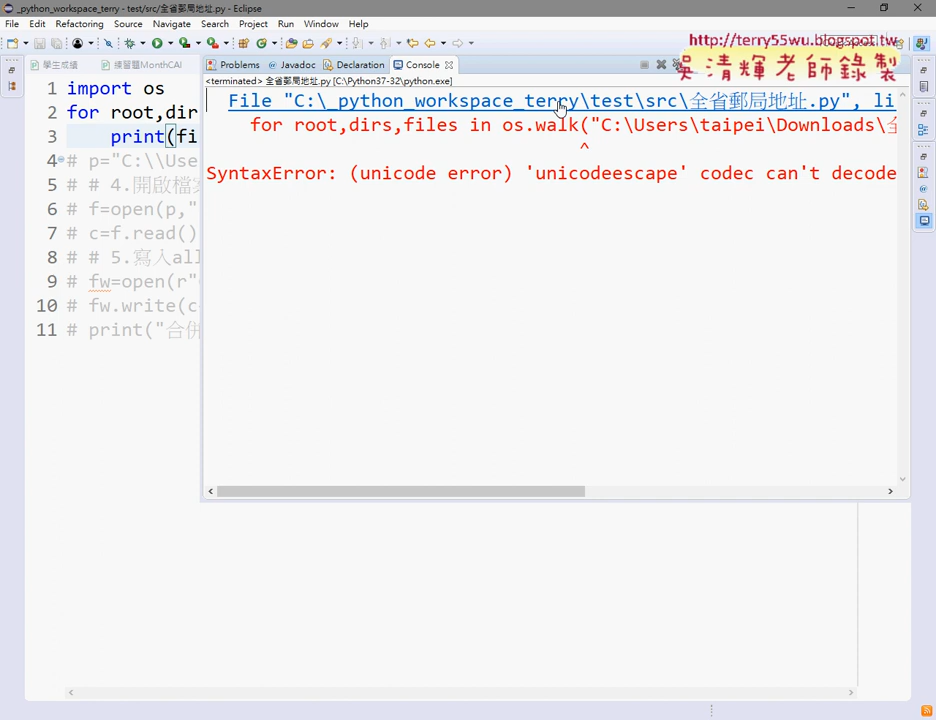 _python_workspace_terry - test/src/全省郵局地址.py - Eclipse
File Edit Refactoring Source Navigate Search Project Run Window Help
http://terry55wu.blogspot.tw
吳清輝老師錄製
學生成績 練習題MonthCAl
Problems Javadoc Declaration Console
<terminated> 全省郵局地址.py [C:\Python37-32\python.exe]
1 import os
2 for root,dir
3 print(fi
4 # p="C:\\Use
5 # # 4.開啟檔案
6 # f=open(p,"
7 # c=f.read()
8 # # 5.寫入all
9 # fw=open(r"
10 # fw.write(c
11 # print("合併
File "C:\_python_workspace_terry\test\src\全省郵局地址.py", li
for root,dirs,files in os.walk("C:\Users\taipei\Downloads\全
^
SyntaxError: (unicode error) 'unicodeescape' codec can't decode